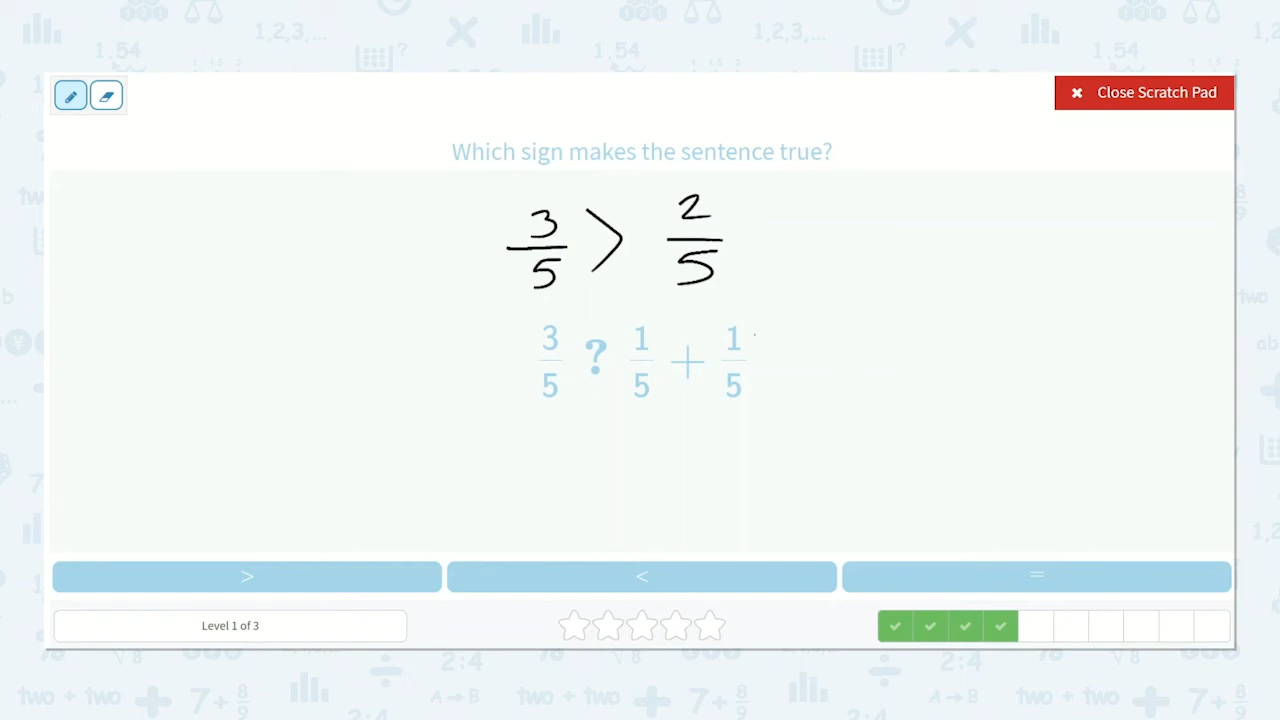 Close Scratch Pad
Which sign makes the sentence true?
3/5 > 2/5
3/5 ? 1/5 + 1/5
> < =
Level 1 of 3